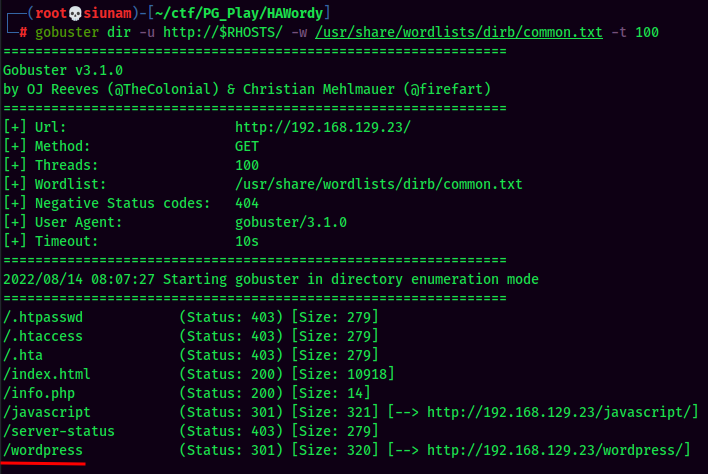 ┌──(root💀siunam)-[~/ctf/PG_Play/HAWordy]
└─# gobuster dir -u http://$RHOSTS/ -w /usr/share/wordlists/dirb/common.txt -t 100
===============================================================
Gobuster v3.1.0
by OJ Reeves (@TheColonial) & Christian Mehlmauer (@firefart)
===============================================================
[+] Url:                     http://192.168.129.23/
[+] Method:                  GET
[+] Threads:                 100
[+] Wordlist:                /usr/share/wordlists/dirb/common.txt
[+] Negative Status codes:   404
[+] User Agent:              gobuster/3.1.0
[+] Timeout:                 10s
===============================================================
2022/08/14 08:07:27 Starting gobuster in directory enumeration mode
===============================================================
/.htpasswd            (Status: 403) [Size: 279]
/.htaccess            (Status: 403) [Size: 279]
/.hta                 (Status: 403) [Size: 279]
/index.html           (Status: 200) [Size: 10918]
/info.php             (Status: 200) [Size: 14]
/javascript           (Status: 301) [Size: 321] [--> http://192.168.129.23/javascript/]
/server-status        (Status: 403) [Size: 279]
/wordpress            (Status: 301) [Size: 320] [--> http://192.168.129.23/wordpress/]